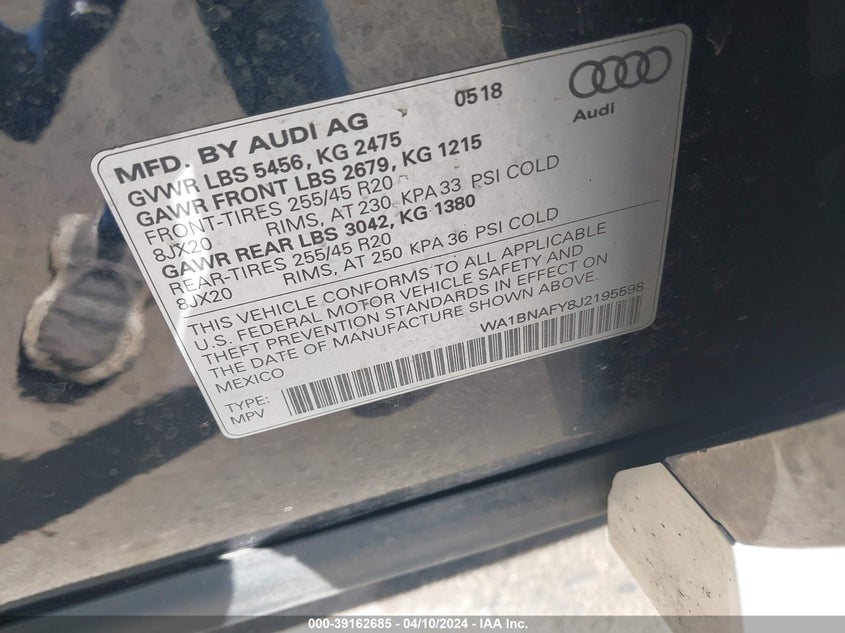 0518
Audi
MFD. BY AUDI AG
GVWR LBS 5456, KG 2475
GAWR FRONT LBS 2679, KG 1215
FRONT-TIRES 255/45 R20
8JX20 RIMS, AT 230 KPA 33 PSI COLD
GAWR REAR LBS 3042, KG 1380
REAR-TIRES 255/45 R20
8JX20 RIMS, AT 250 KPA 36 PSI COLD
THIS VEHICLE CONFORMS TO ALL APPLICABLE
U.S. FEDERAL MOTOR VEHICLE SAFETY AND
THEFT PREVENTION STANDARDS IN EFFECT ON
THE DATE OF MANUFACTURE SHOWN ABOVE.
MEXICO
WA1BNAFY8J2195598
TYPE:
MPV
000-39162685 - 04/10/2024 - IAA Inc.